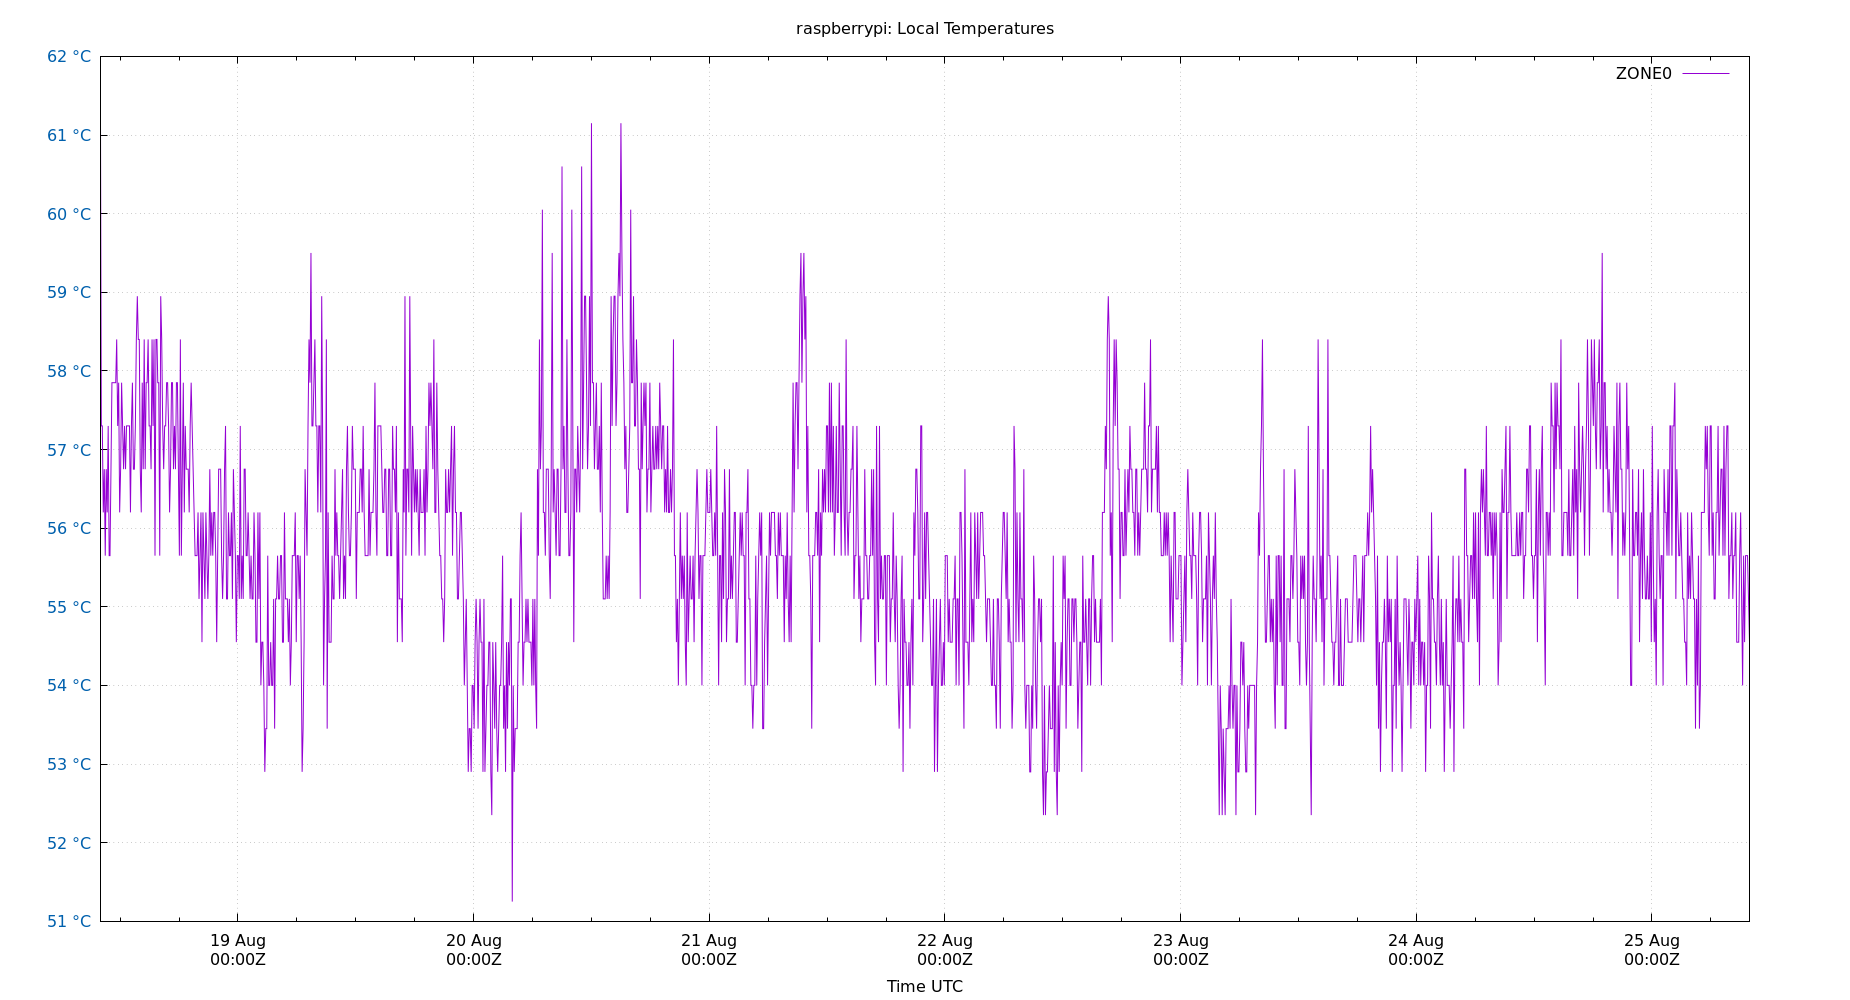 raspberrypi: Local Temperatures
62 °C
ZONE0
61 °C
60 °C
59 °C
58 °C
57 °C
56 °C
55 °C
54 °C
53 °C
52 °C
51 °C
19 Aug 20 Aug 21 Aug 22 Aug 23 Aug 24 Aug 25 Aug
00:00Z 00:00Z 00:00Z 00:00Z 00:00Z 00:00Z 00:00Z
Time UTC